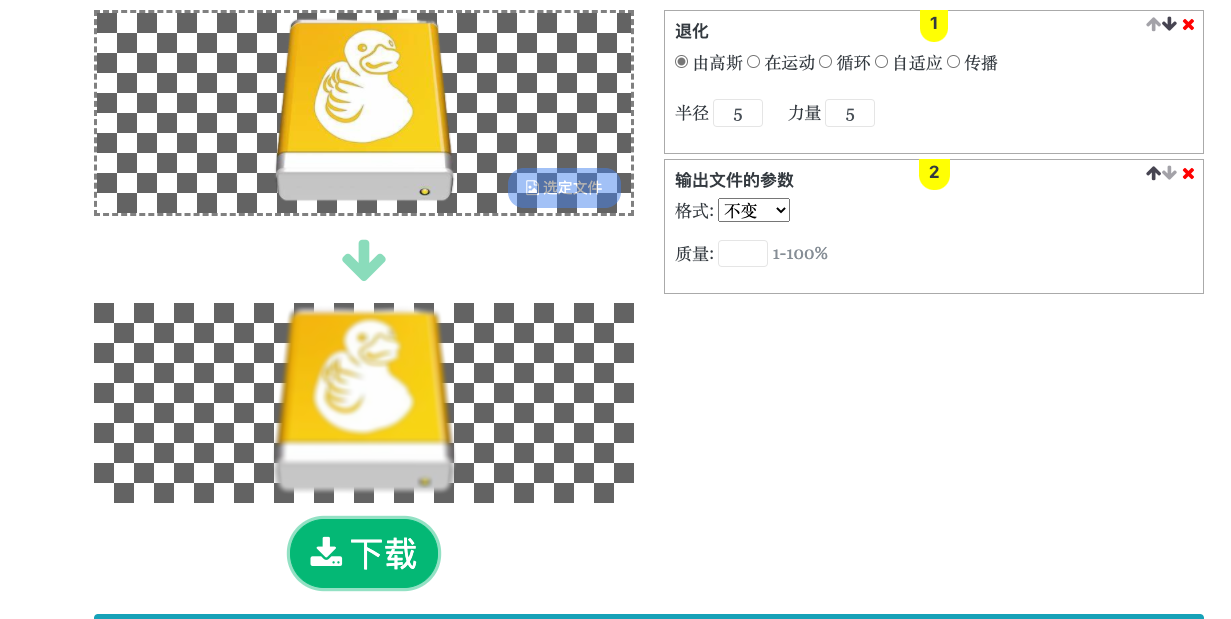 选定文件
下载
1
退化
由高斯 在运动 循环 自适应 传播
半径 5 力量 5
2
输出文件的参数
格式: 不变
质量: 1-100%